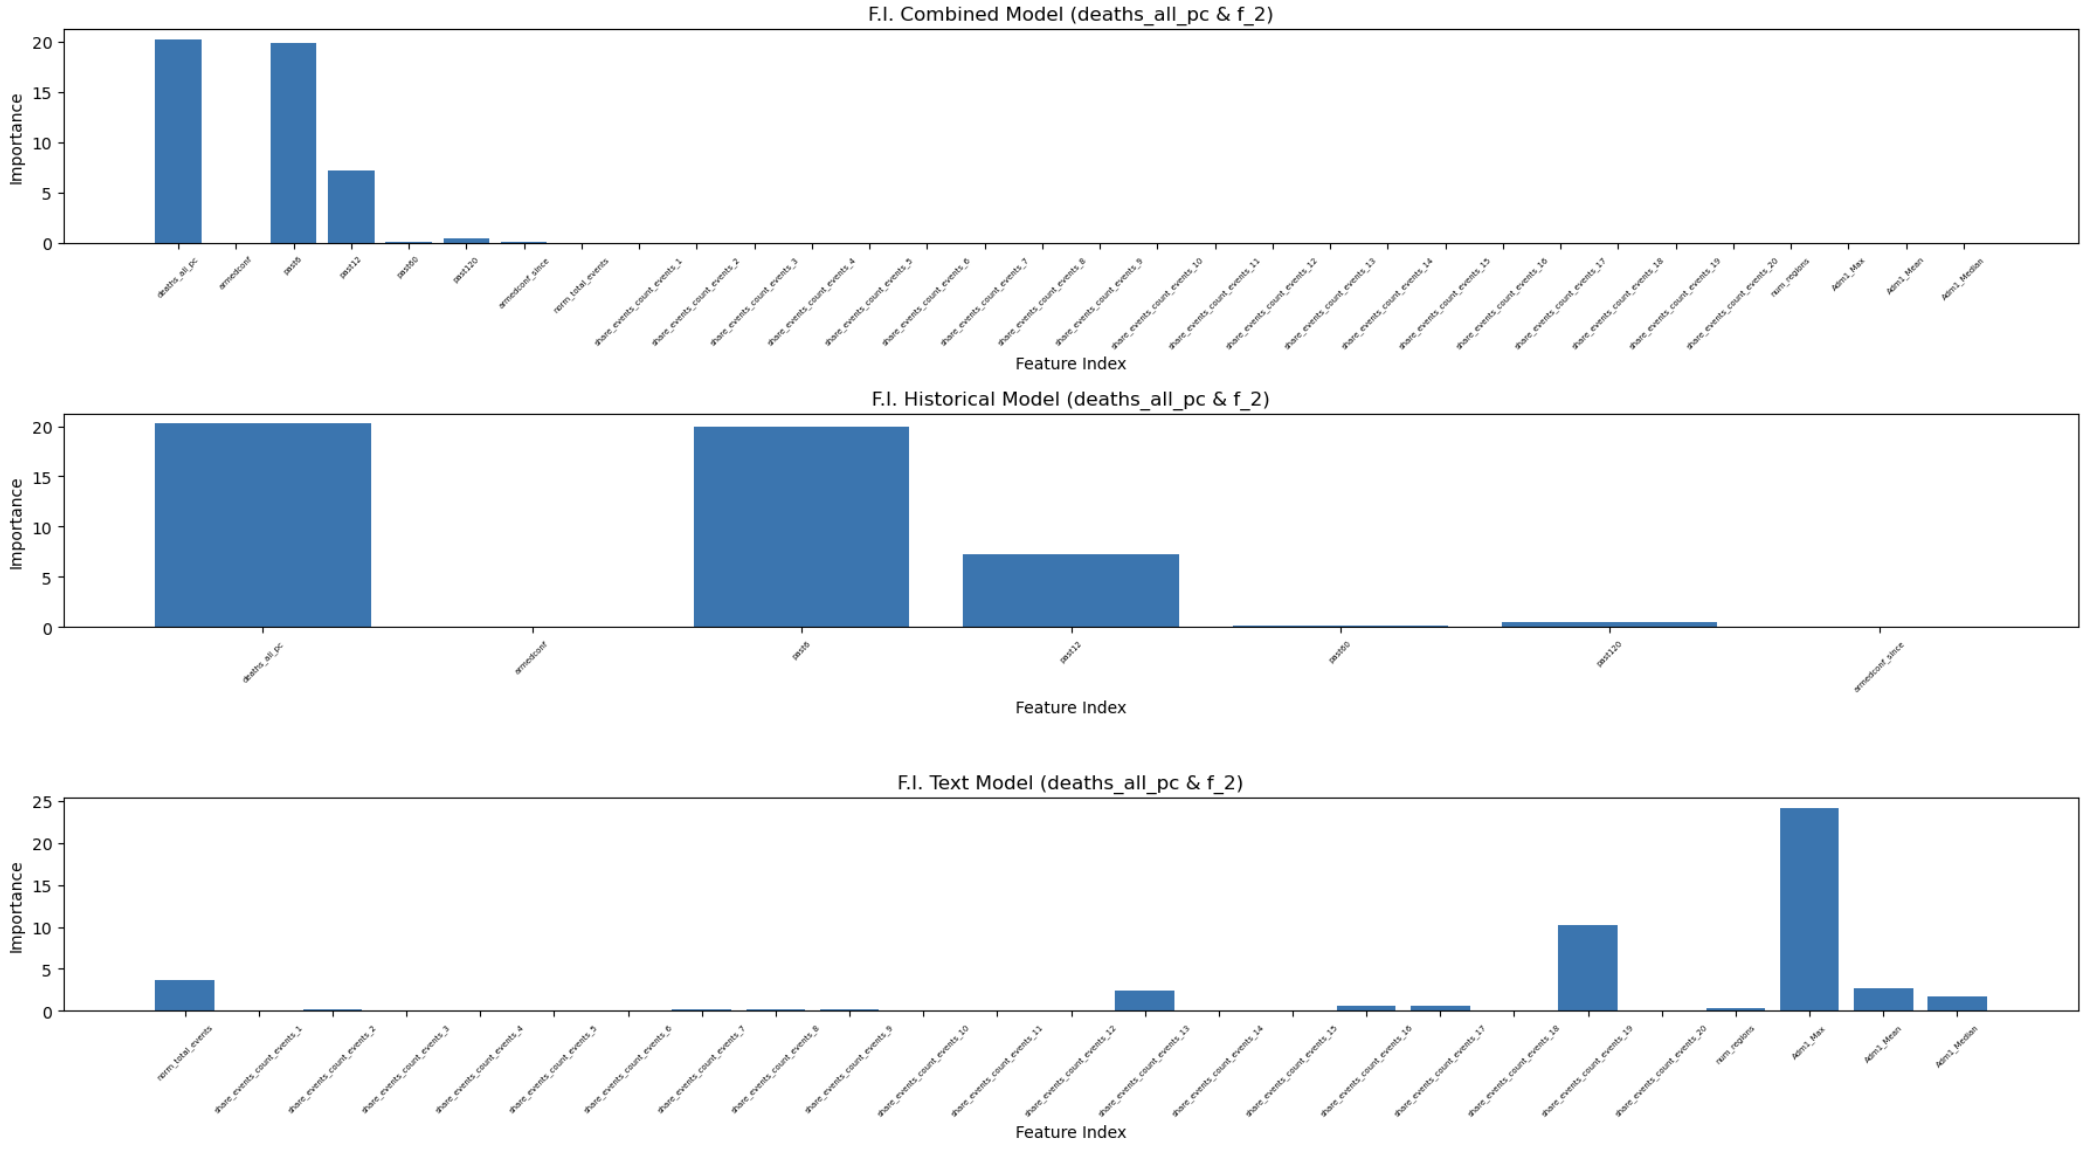 F.I. Combined Model (deaths_all_pc & f_2)
Importance
20
15
10
5
0
deaths_all_pc
armedconf
past6
past12
past60
past120
armedconf_since
norm_total_events
share_events_count_events_1
share_events_count_events_2
share_events_count_events_3
share_events_count_events_4
share_events_count_events_5
share_events_count_events_6
share_events_count_events_7
share_events_count_events_8
share_events_count_events_9
share_events_count_events_10
share_events_count_events_11
share_events_count_events_12
share_events_count_events_13
share_events_count_events_14
share_events_count_events_15
share_events_count_events_16
share_events_count_events_17
share_events_count_events_18
share_events_count_events_19
share_events_count_events_20
num_regions
Adm1_Max
Adm1_Mean
Adm1_Median
Feature Index
F.I. Historical Model (deaths_all_pc & f_2)
Importance
20
15
10
5
0
deaths_all_pc
armedconf
past6
past12
past60
past120
armedconf_since
Feature Index
F.I. Text Model (deaths_all_pc & f_2)
Importance
25
20
15
10
5
0
norm_total_events
share_events_count_events_1
share_events_count_events_2
share_events_count_events_3
share_events_count_events_4
share_events_count_events_5
share_events_count_events_6
share_events_count_events_7
share_events_count_events_8
share_events_count_events_9
share_events_count_events_10
share_events_count_events_11
share_events_count_events_12
share_events_count_events_13
share_events_count_events_14
share_events_count_events_15
share_events_count_events_16
share_events_count_events_17
share_events_count_events_18
share_events_count_events_19
share_events_count_events_20
num_regions
Adm1_Max
Adm1_Mean
Adm1_Median
Feature Index